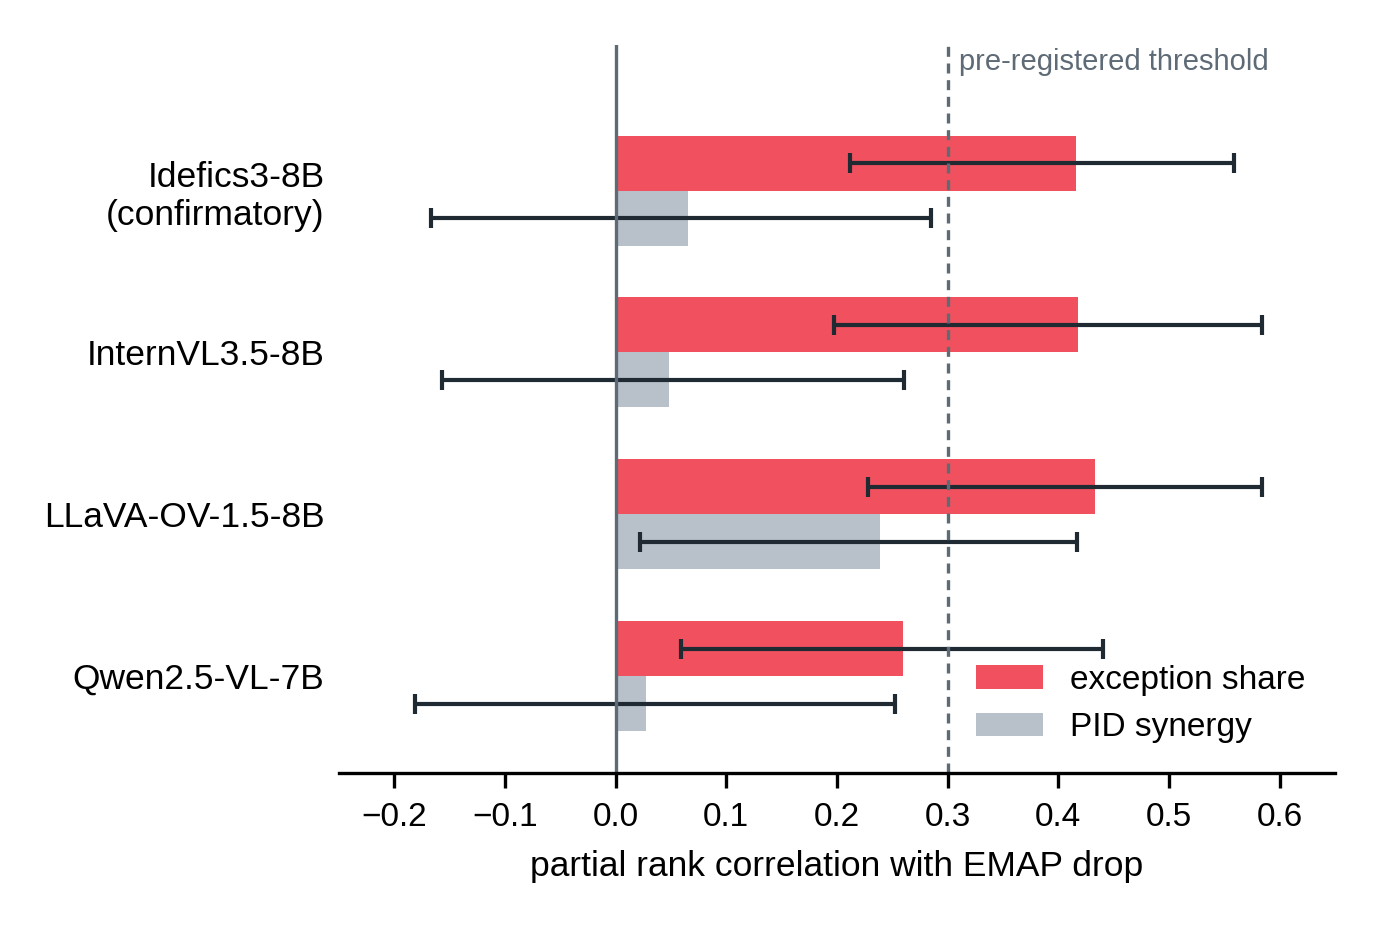 pre-registered threshold
Idefics3-8B
(confirmatory)
InternVL3.5-8B
LLaVA-OV-1.5-8B
Qwen2.5-VL-7B
exception share
PID synergy
−0.2 −0.1 0.0 0.1 0.2 0.3 0.4 0.5 0.6
partial rank correlation with EMAP drop